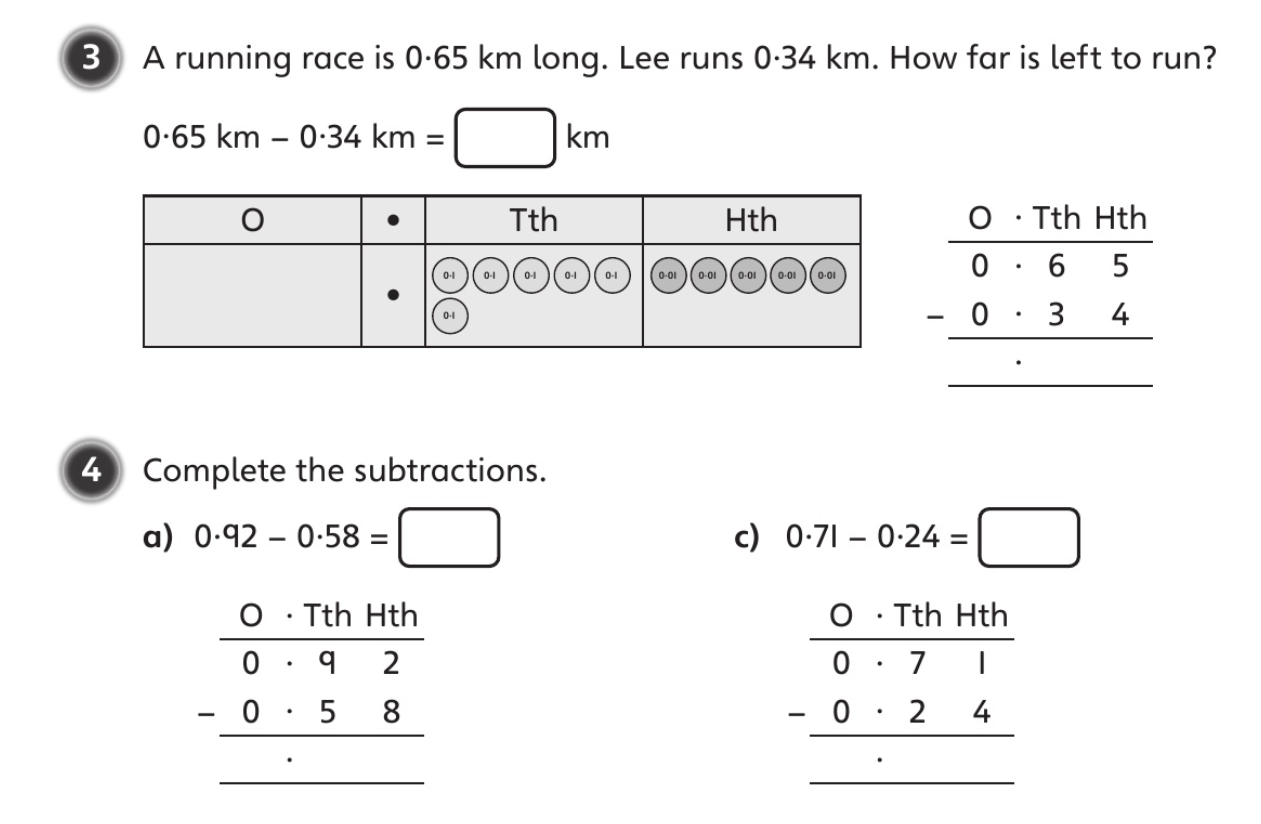 3 A running race is 0·65 km long. Lee runs 0·34 km. How far is left to run?
0·65 km – 0·34 km = km
O • Tth Hth
• 0·1 0·1 0·1 0·1 0·1 0·01 0·01 0·01 0·01 0·01
0·1
O · Tth Hth
0 · 6 5
– 0 · 3 4
·
4 Complete the subtractions.
a) 0·92 – 0·58 =
O · Tth Hth
0 · 9 2
– 0 · 5 8
·
c) 0·71 – 0·24 =
O · Tth Hth
0 · 7 1
– 0 · 2 4
·